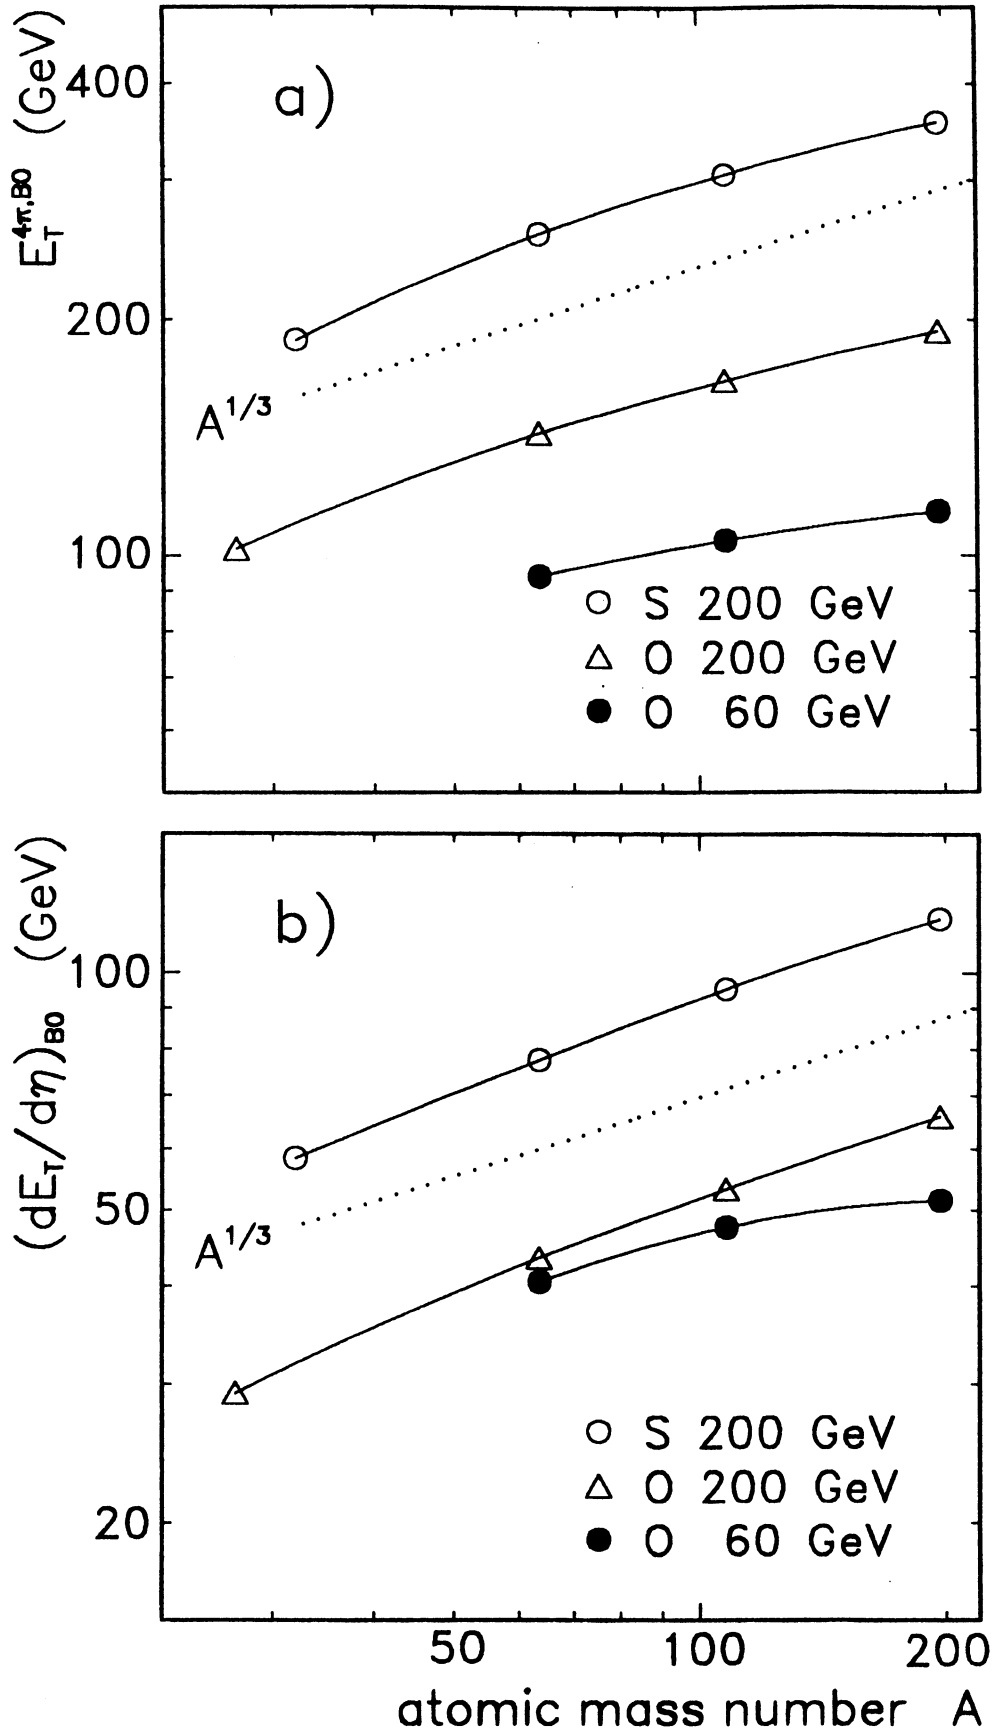 a)
E_T^{4π,BO} (GeV)
400
200
100
A^{1/3}
S 200 GeV
O 200 GeV
O 60 GeV
b)
(dE_T/dη)_{BO} (GeV)
100
50
20
A^{1/3}
S 200 GeV
O 200 GeV
O 60 GeV
50 100 200
atomic mass number A